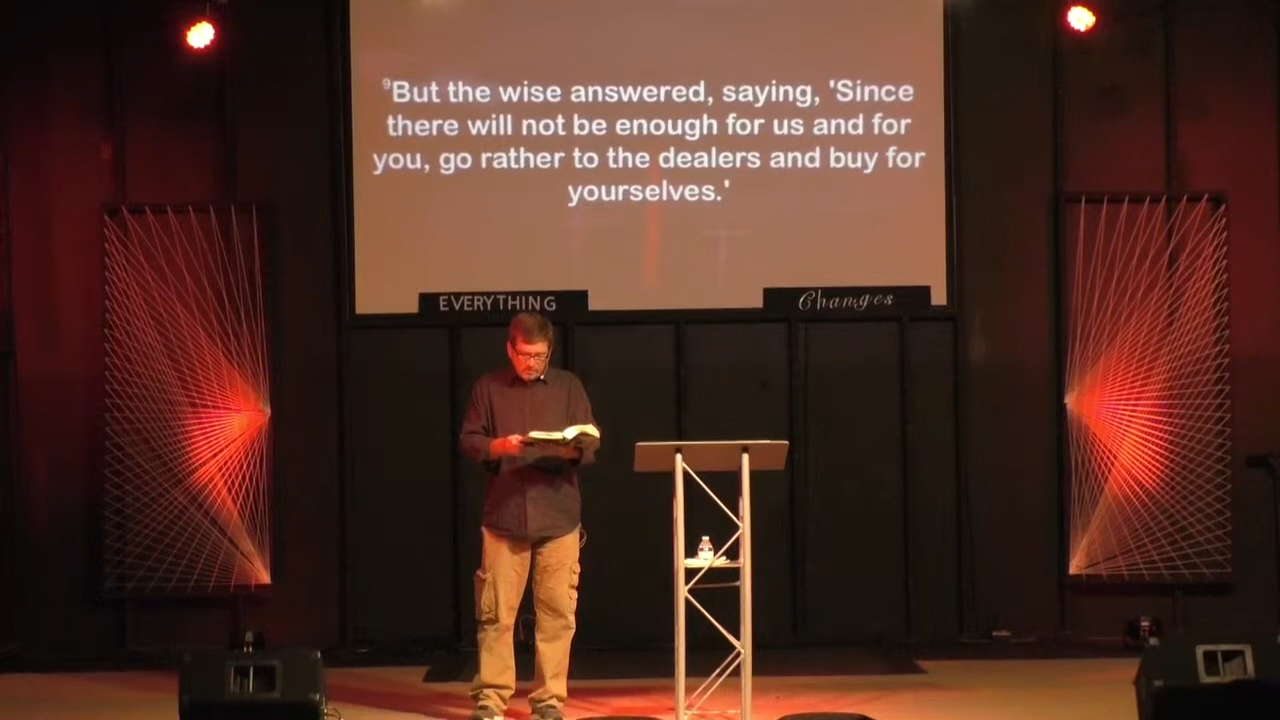 ⁹But the wise answered, saying, 'Since
there will not be enough for us and for
you, go rather to the dealers and buy for
yourselves.'
EVERYTHING
Changes